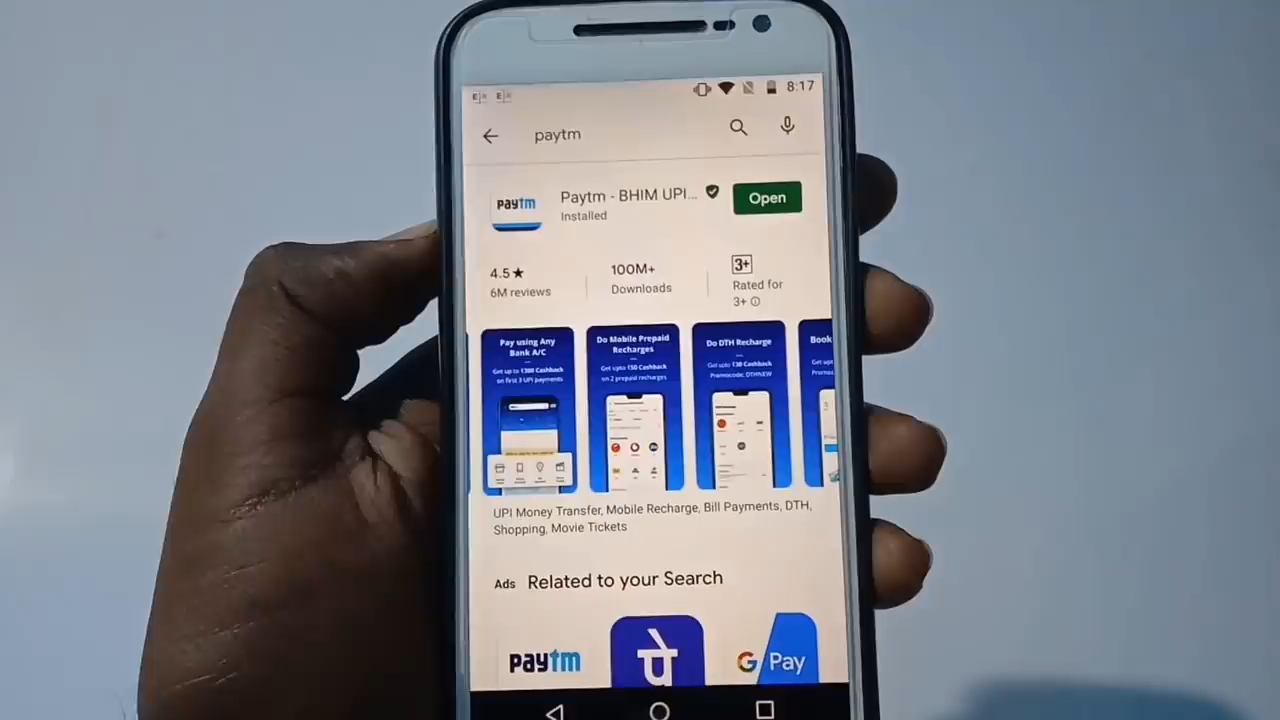 8:17
paytm
paytm
Paytm - BHIM UPI...
Installed
Open
4.5★
6M reviews
100M+
Downloads
3+
Rated for
3+
Pay using Any
Bank A/C
Get up to ₹300 Cashback
on first 3 UPI payments
Do Mobile Prepaid
Recharges
Get upto ₹50 Cashback
on 2 prepaid recharges
Do DTH Recharge
Get upto ₹30 Cashback
Promocode: DTHNEW
Book
Get upt
Promoc
UPI Money Transfer, Mobile Recharge, Bill Payments, DTH,
Shopping, Movie Tickets
Ads Related to your Search
paytm
पे
G Pay